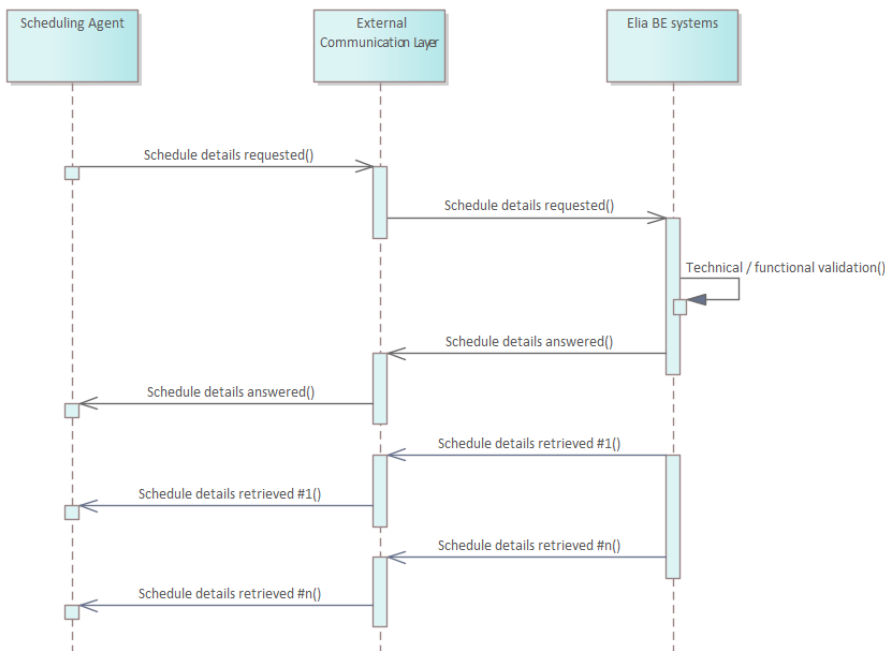 Scheduling Agent
External
Communication Layer
Elia BE systems
Schedule details requested()
Schedule details requested()
Technical / functional validation()
Schedule details answered()
Schedule details answered()
Schedule details retrieved #1()
Schedule details retrieved #1()
Schedule details retrieved #n()
Schedule details retrieved #n()